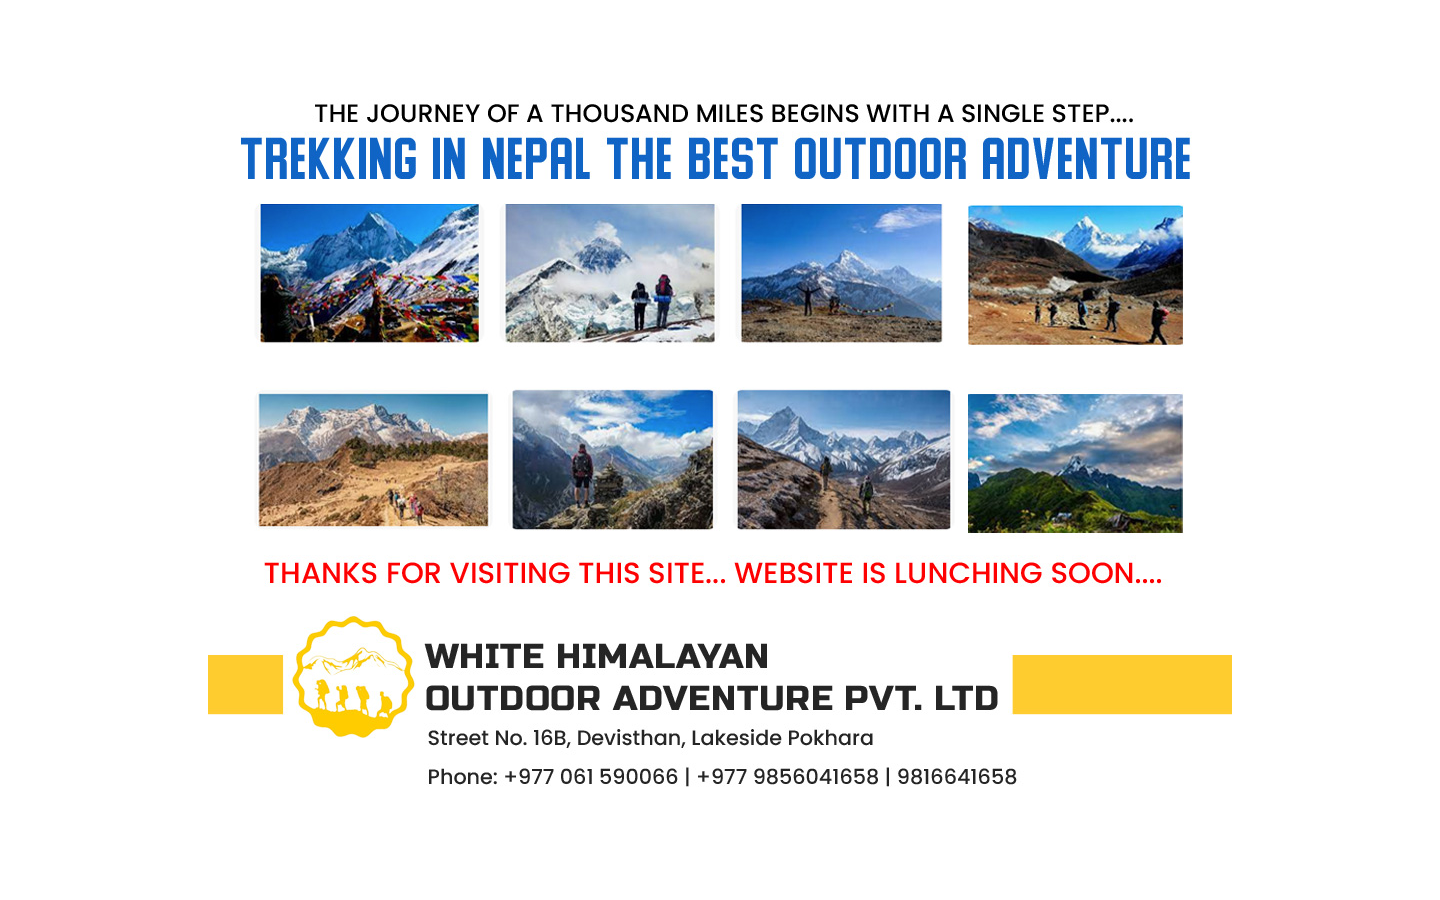 THE JOURNEY OF A THOUSAND MILES BEGINS WITH A SINGLE STEP....
TREKKING IN NEPAL THE BEST OUTDOOR ADVENTURE
THANKS FOR VISITING THIS SITE... WEBSITE IS LUNCHING SOON....
WHITE HIMALAYAN
OUTDOOR ADVENTURE PVT. LTD
Street No. 16B, Devisthan, Lakeside Pokhara
Phone: +977 061 590066 | +977 9856041658 | 9816641658